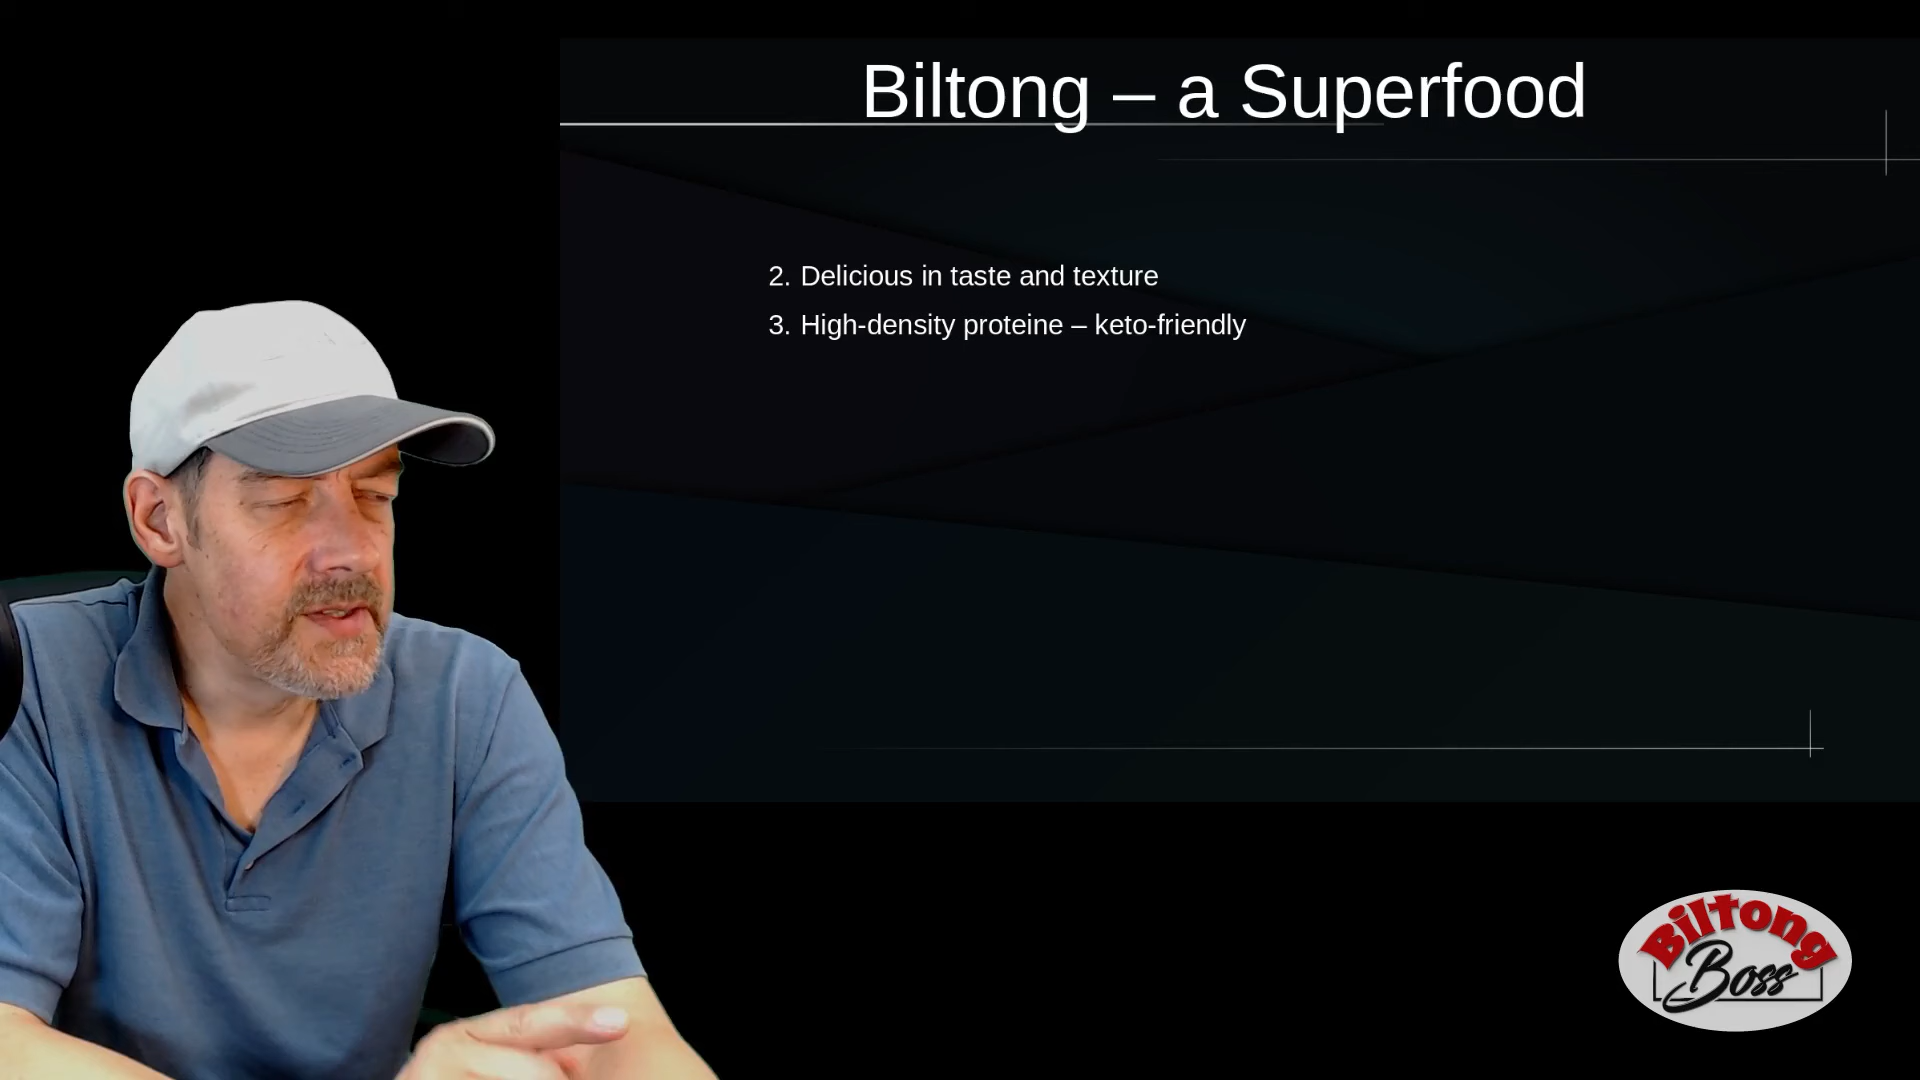 Biltong – a Superfood
2. Delicious in taste and texture
3. High-density proteine – keto-friendly
Biltong
Boss